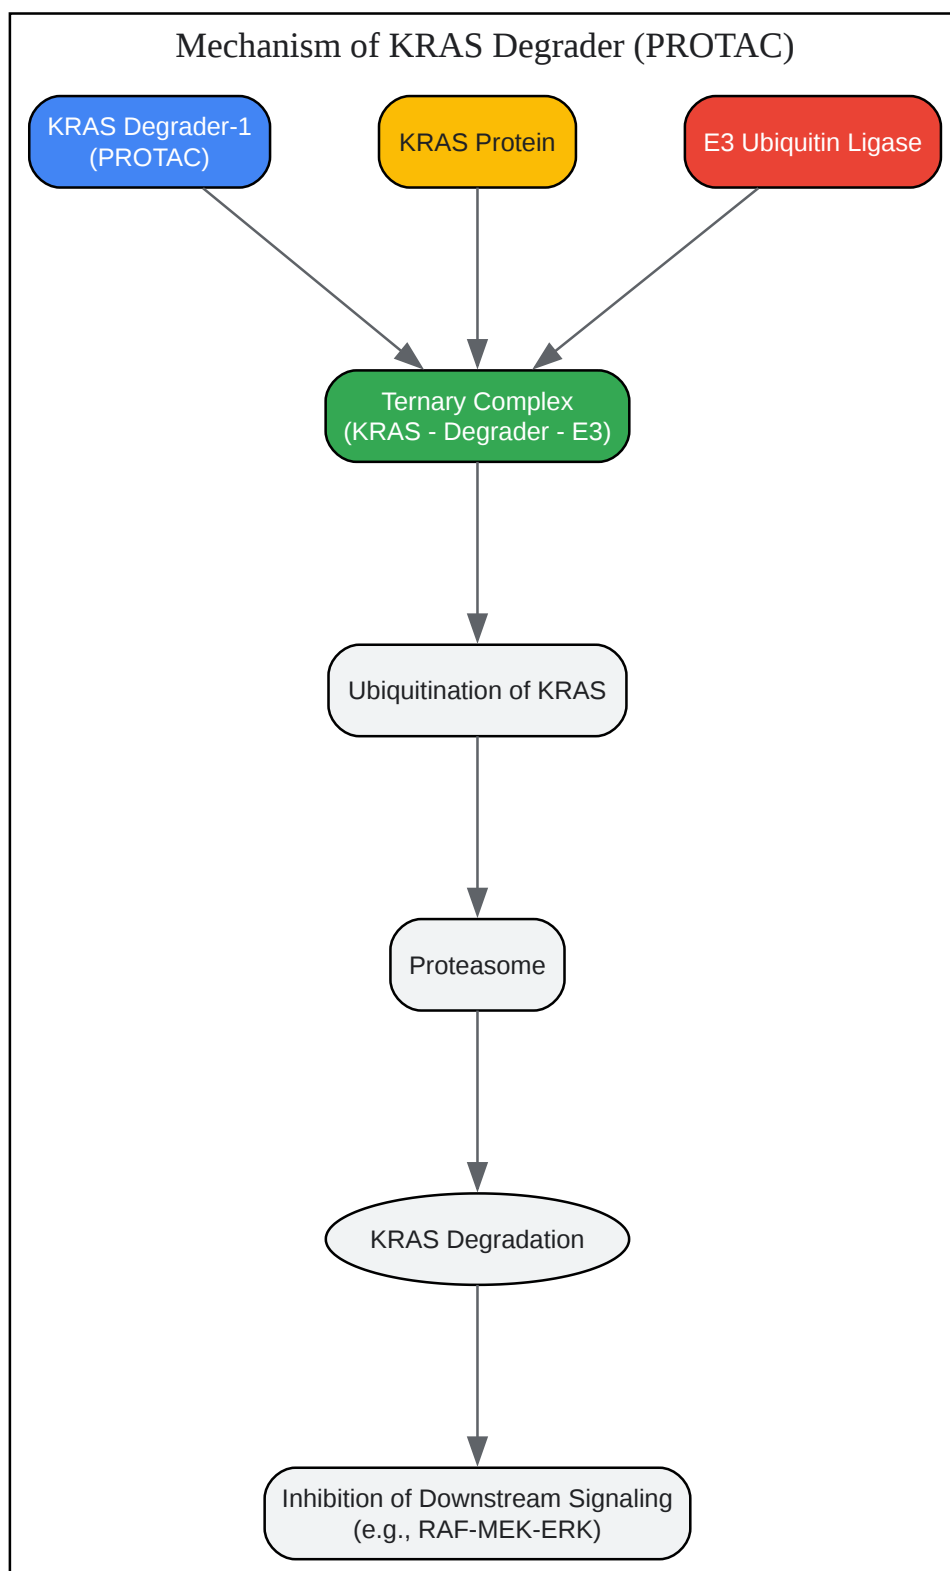 Mechanism of KRAS Degrader (PROTAC)
KRAS Degrader-1
(PROTAC)
KRAS Protein
E3 Ubiquitin Ligase
Ternary Complex
(KRAS - Degrader - E3)
Ubiquitination of KRAS
Proteasome
KRAS Degradation
Inhibition of Downstream Signaling
(e.g., RAF-MEK-ERK)